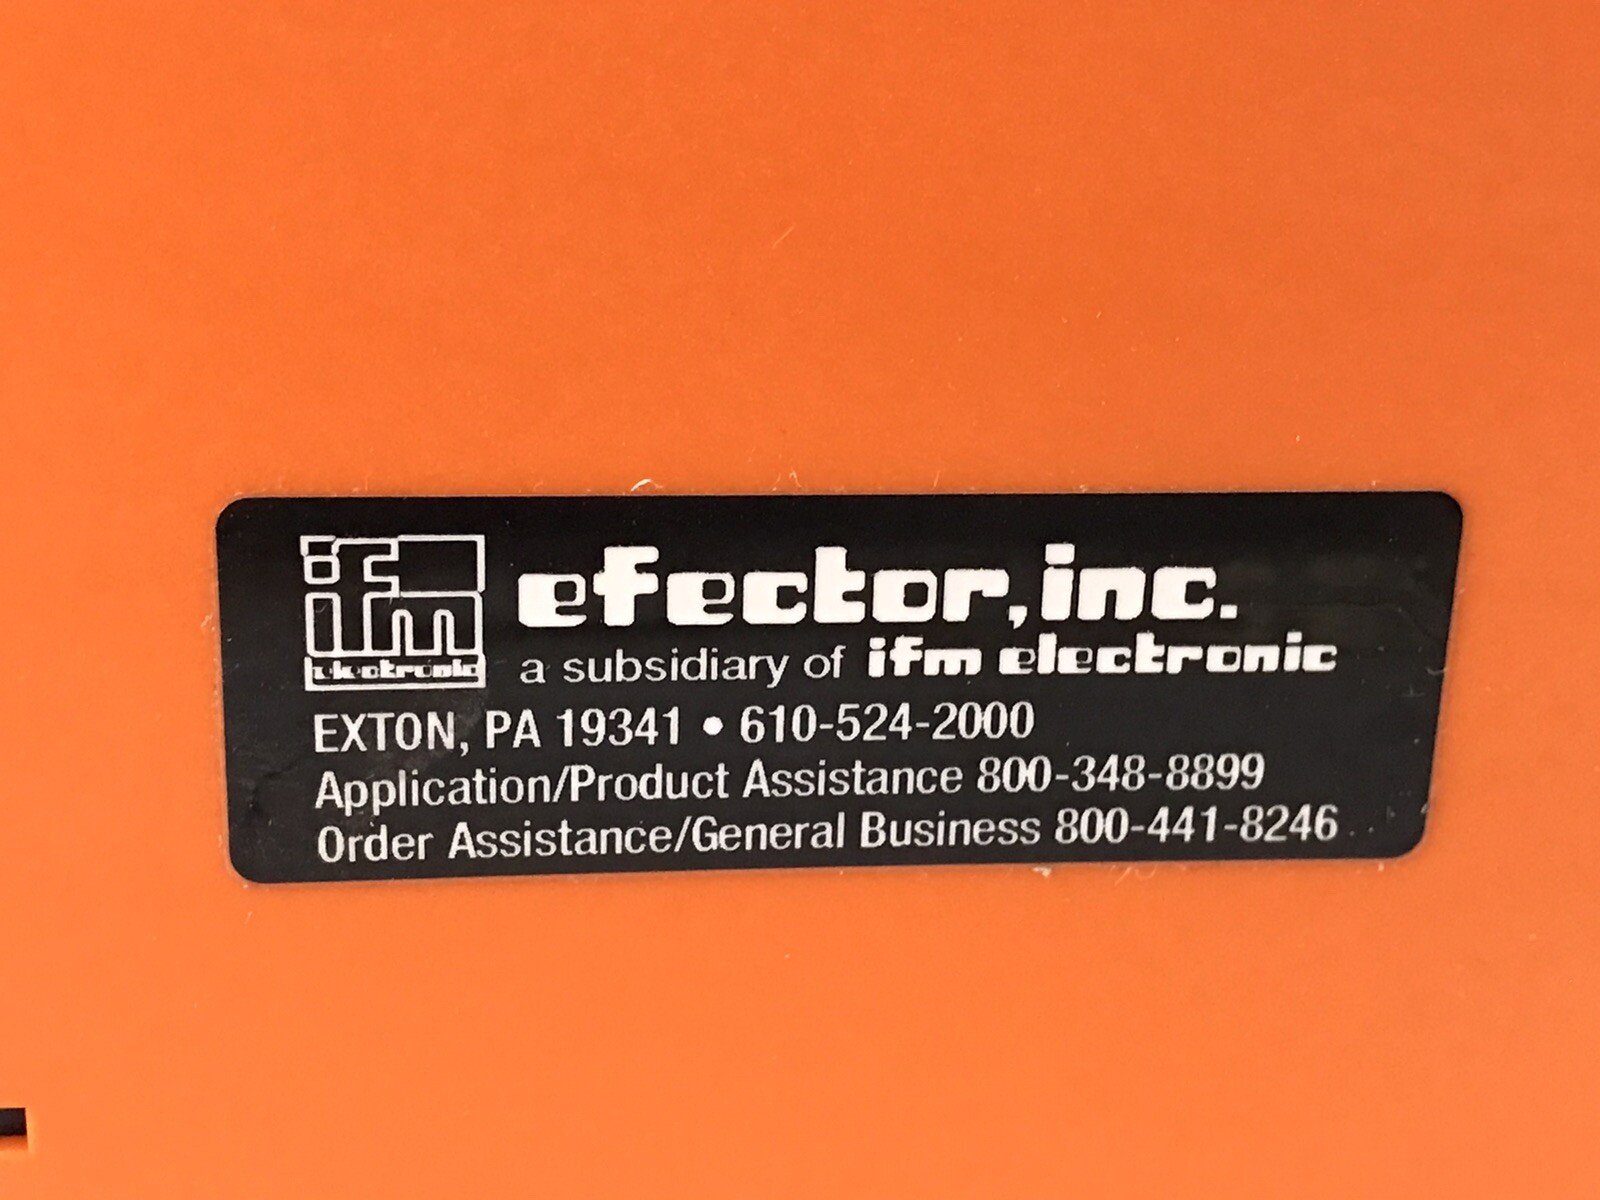 ifm
electronic
efector, inc.
a subsidiary of ifm electronic
EXTON, PA 19341 • 610-524-2000
Application/Product Assistance 800-348-8899
Order Assistance/General Business 800-441-8246